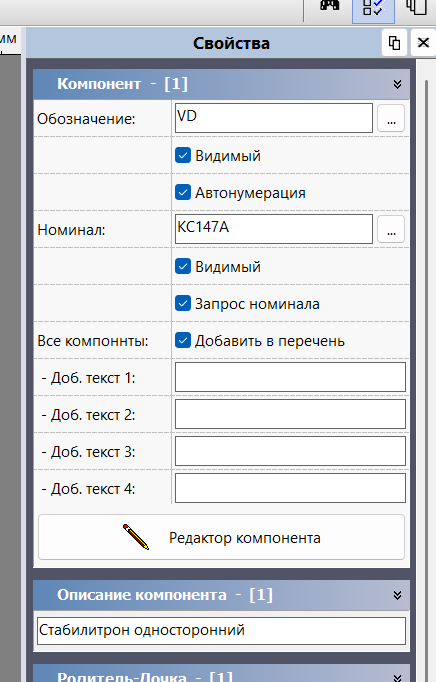 мм
Свойства
Компонент - [1]
Обозначение: VD ...
Видимый
Автонумерация
Номинал: КС147А ...
Видимый
Запрос номинала
Все компоннты: Добавить в перечень
- Доб. текст 1:
- Доб. текст 2:
- Доб. текст 3:
- Доб. текст 4:
Редактор компонента
Описание компонента - [1]
Стабилитрон односторонний
Родитель-Дочка - [1]